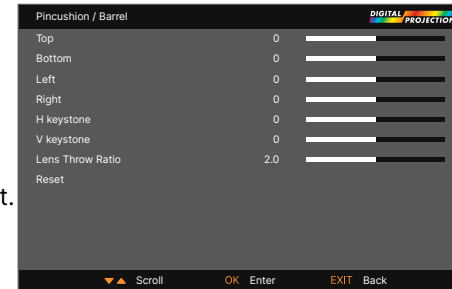 Pincushion / Barrel
DIGITAL
PROJECTION
Top 0
Bottom 0
Left 0
Right 0
H keystone 0
V keystone 0
Lens Throw Ratio 2.0
Reset
t.
Scroll OK Enter EXIT Back